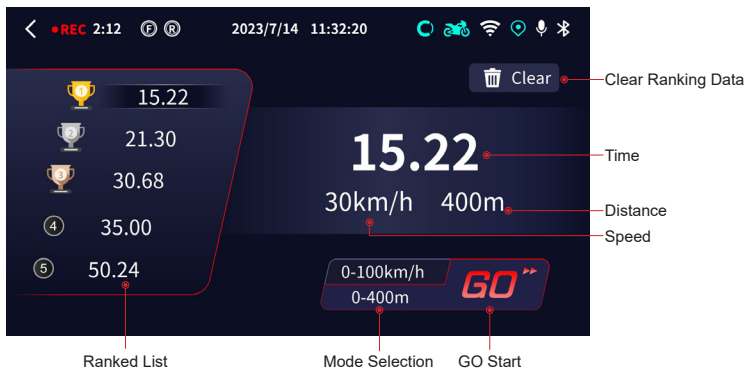 REC 2:12 F R 2023/7/14 11:32:20
Clear
Clear Ranking Data
1 15.22
2 21.30
3 30.68
4 35.00
5 50.24
15.22
Time
30km/h 400m
Distance
Speed
0-100km/h
0-400m
GO
Ranked List
Mode Selection
GO Start